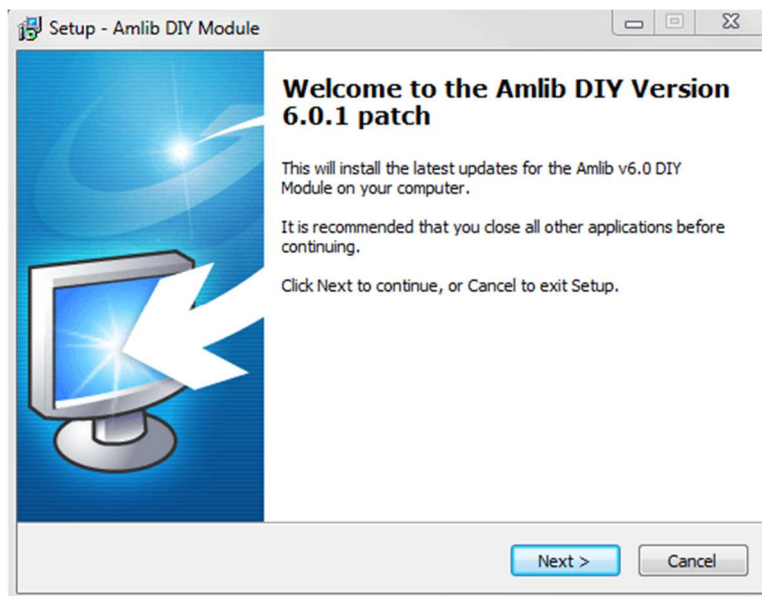 Setup - Amlib DIY Module
Welcome to the Amlib DIY Version
6.0.1 patch
This will install the latest updates for the Amlib v6.0 DIY
Module on your computer.
It is recommended that you close all other applications before
continuing.
Click Next to continue, or Cancel to exit Setup.
Next >
Cancel